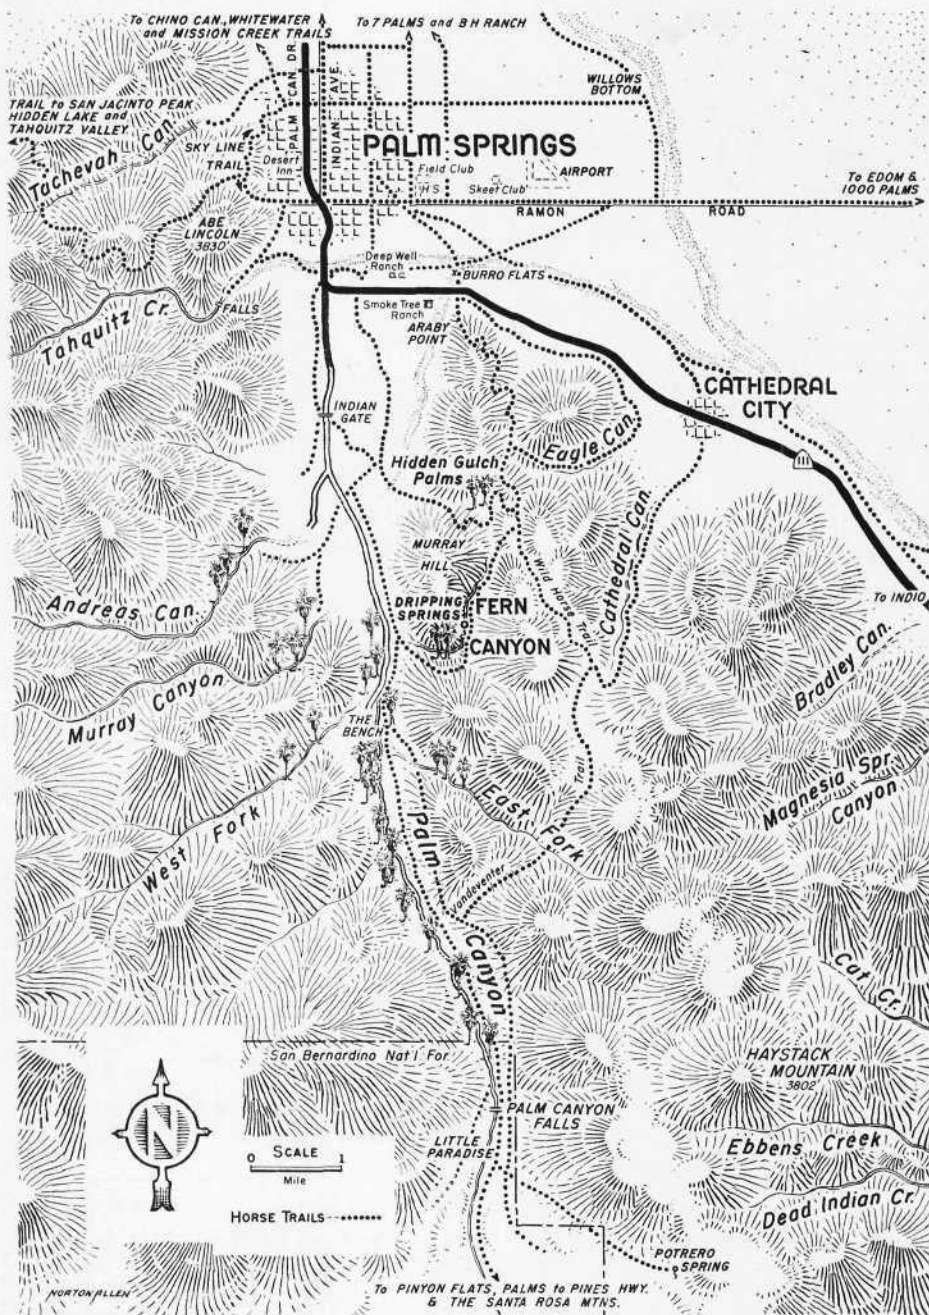 To CHINO CAN., WHITEWATER
and MISSION CREEK TRAILS
To 7 PALMS and B H RANCH
PALM CAN. DR.
INDIAN AVE.
WILLOWS
BOTTOM
TRAIL to SAN JACINTO PEAK
HIDDEN LAKE and
TAHQUITZ VALLEY.
Tachevah Can.
SKY LINE
TRAIL
Desert
Inn
PALM SPRINGS
Field Club
H S
Skeet Club
AIRPORT
To EDOM &
1000 PALMS
RAMON ROAD
ABE
LINCOLN
3830'
Deep Well
Ranch
BURRO FLATS
FALLS
Tahquitz Cr.
Smoke Tree
Ranch
ARABY
POINT
CATHEDRAL
CITY
INDIAN
GATE
Eagle Can.
111
Hidden Gulch
Palms
Cathedral Can.
MURRAY
HILL
Wild Horse Trail
To INDIO
Andreas Can.
DRIPPING
SPRINGS
FERN
CANYON
Bradley Can.
Murray Canyon
THE
BENCH
Magnesia Spr.
Canyon
West Fork
East Fork
Palm Canyon
Vandeventer Trail
Cat Cr.
San Bernardino Nat'l For.
HAYSTACK
MOUNTAIN
3802'
N
PALM CANYON
FALLS
SCALE
0 1
Mile
LITTLE
PARADISE
Ebbens Creek
HORSE TRAILS
Dead Indian Cr.
POTRERO
SPRING
NORTON ALLEN
To PINYON FLATS, PALMS to PINES HWY.
& THE SANTA ROSA MTNS.